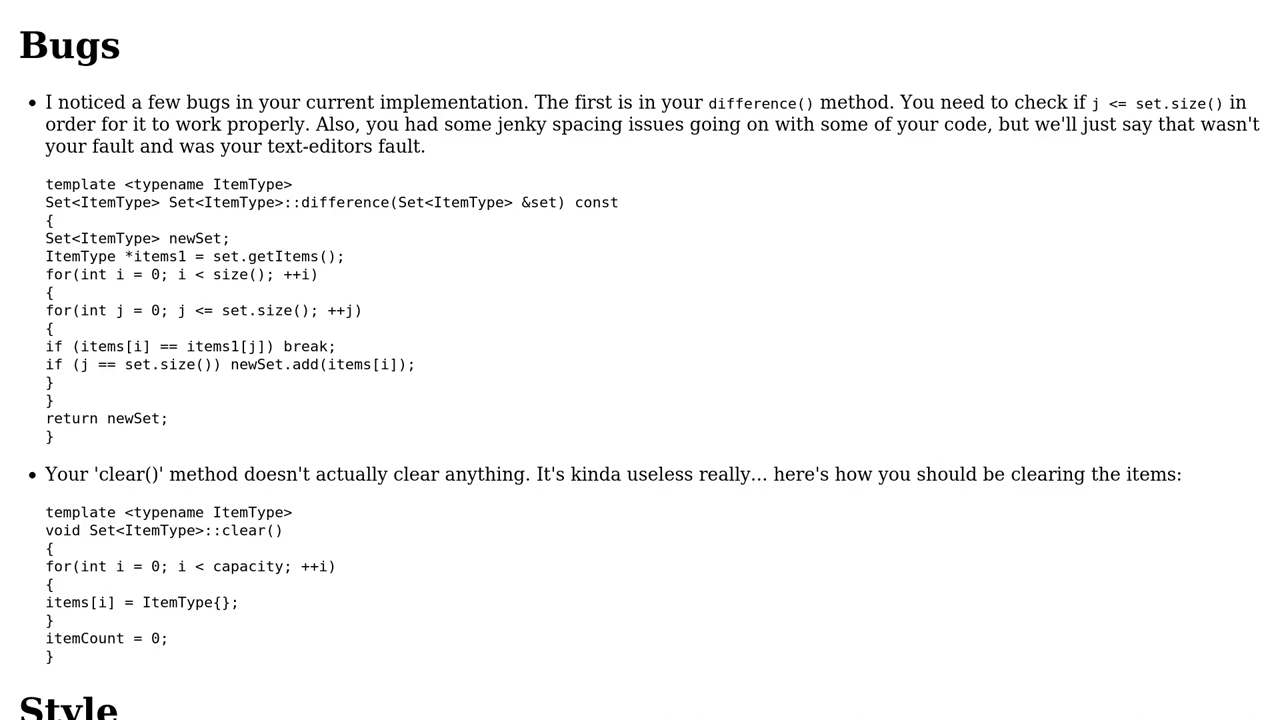 Bugs
I noticed a few bugs in your current implementation. The first is in your difference() method. You need to check if j <= set.size() in
order for it to work properly. Also, you had some jenky spacing issues going on with some of your code, but we'll just say that wasn't
your fault and was your text-editors fault.
template <typename ItemType>
Set<ItemType> Set<ItemType>::difference(Set<ItemType> &set) const
{
Set<ItemType> newSet;
ItemType *items1 = set.getItems();
for(int i = 0; i < size(); ++i)
{
for(int j = 0; j <= set.size(); ++j)
{
if (items[i] == items1[j]) break;
if (j == set.size()) newSet.add(items[i]);
}
}
return newSet;
}
Your 'clear()' method doesn't actually clear anything. It's kinda useless really... here's how you should be clearing the items:
template <typename ItemType>
void Set<ItemType>::clear()
{
for(int i = 0; i < capacity; ++i)
{
items[i] = ItemType{};
}
itemCount = 0;
}
Style